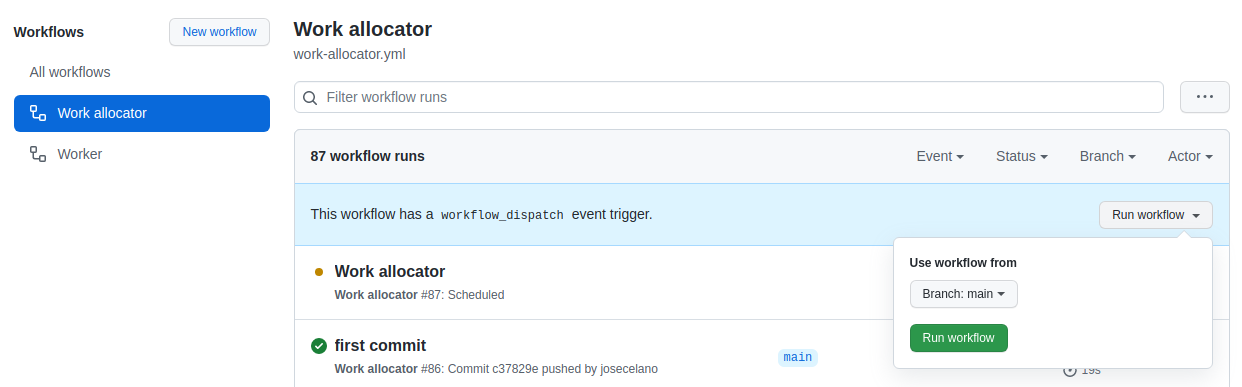 Workflows
New workflow
All workflows
Work allocator
Worker
Work allocator
work-allocator.yml
Filter workflow runs
87 workflow runs
Event
Status
Branch
Actor
This workflow has a workflow_dispatch event trigger.
Run workflow
Use workflow from
Branch: main
Run workflow
Work allocator
Work allocator #87: Scheduled
first commit
Work allocator #86: Commit c37829e pushed by josecelano
main
19s